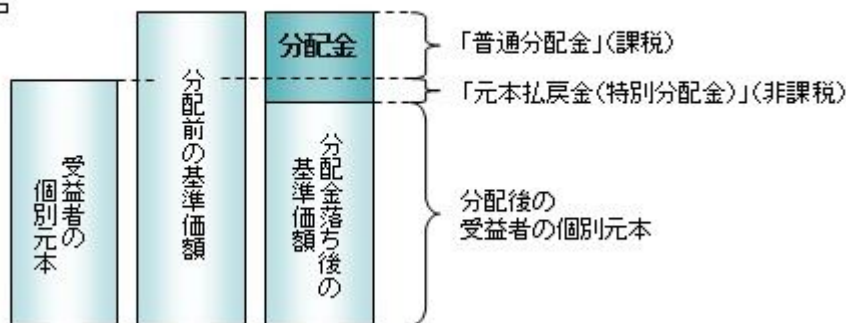 受益者の
個別元本
分配前の基準価額
分配金
分配金落ち後の
基準価額
「普通分配金」(課税)
「元本払戻金(特別分配金)」(非課税)
分配後の
受益者の個別元本